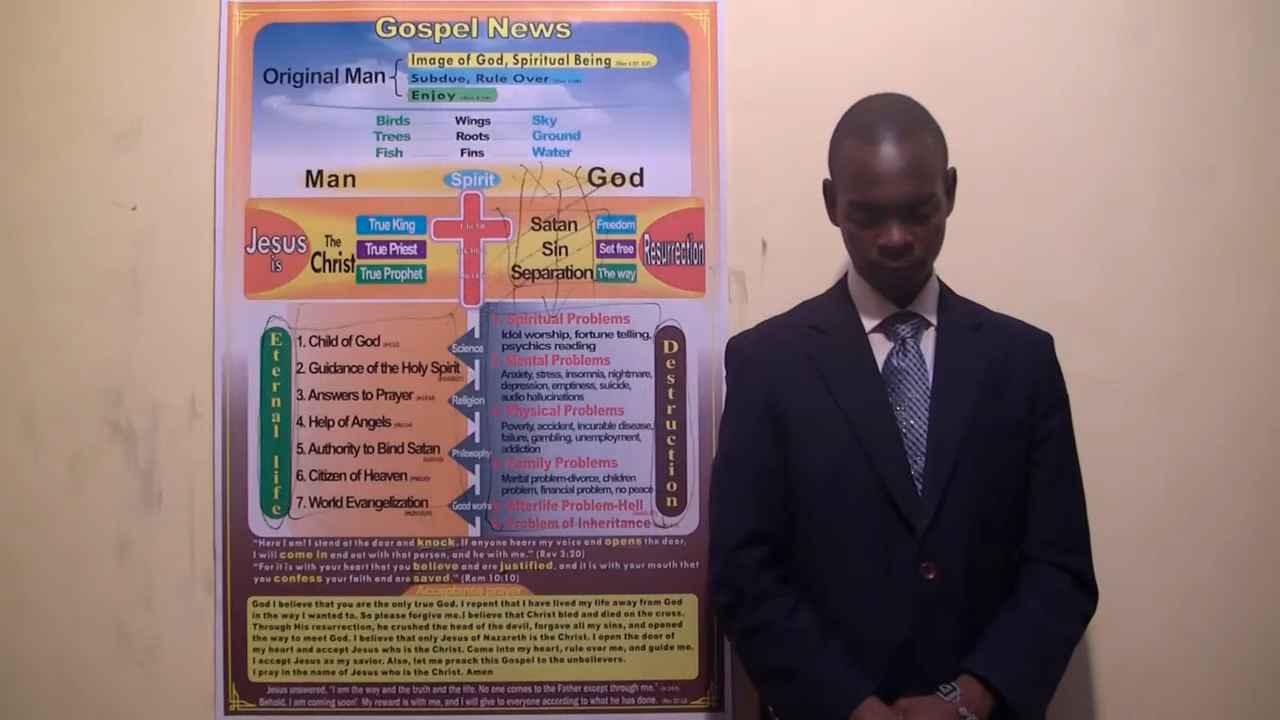 Gospel News
Original Man
Image of God, Spiritual Being
Subdue, Rule Over
Enjoy
Birds Wings Sky
Trees Roots Ground
Fish Fins Water
Man Spirit God
Jesus is
The Christ
True King
True Priest
True Prophet
Satan
Sin
Separation
Freedom
Set free
The way
Resurrection
Eternal life
1. Child of God
2. Guidance of the Holy Spirit
3. Answers to Prayer
4. Help of Angels
5. Authority to Bind Satan
6. Citizen of Heaven
7. World Evangelization
Science
Religion
Philosophy
Good work
1. Spiritual Problems
Idol worship, fortune telling,
psychics reading
Mental Problems
Anxiety, stress, insomnia, nightmare,
depression, emptiness, suicide,
audio hallucinations
Physical Problems
Poverty, accident, incurable disease,
failure, gambling, unemployment,
addiction
Family Problems
Marital problem-divorce, children
problem, financial problem, no peace
Afterlife Problem-Hell
Problem of Inheritance
Destruction
"Here I am! I stand at the door and knock. If anyone hears my voice and opens the door,
I will come in and eat with that person, and he with me." (Rev 3:20)
"For it is with your heart that you believe and are justified, and it is with your mouth that
you confess your faith and are saved." (Rom 10:10)
Acceptance prayer
God I believe that you are the only true God. I repent that I have lived my life away from God
in the way I wanted to. So please forgive me. I believe that Christ bled and died on the cross.
Through His resurrection, he crushed the head of the devil, forgave all my sins, and opened
the way to meet God. I believe that only Jesus of Nazareth is the Christ. I open the door of
my heart and accept Jesus who is the Christ. Come into my heart, rule over me, and guide me.
I accept Jesus as my savior. Also, let me preach this Gospel to the unbelievers.
I pray in the name of Jesus who is the Christ. Amen
Jesus answered, "I am the way and the truth and the life. No one comes to the Father except through me."
Behold, I am coming soon! My reward is with me, and I will give to everyone according to what he has done.